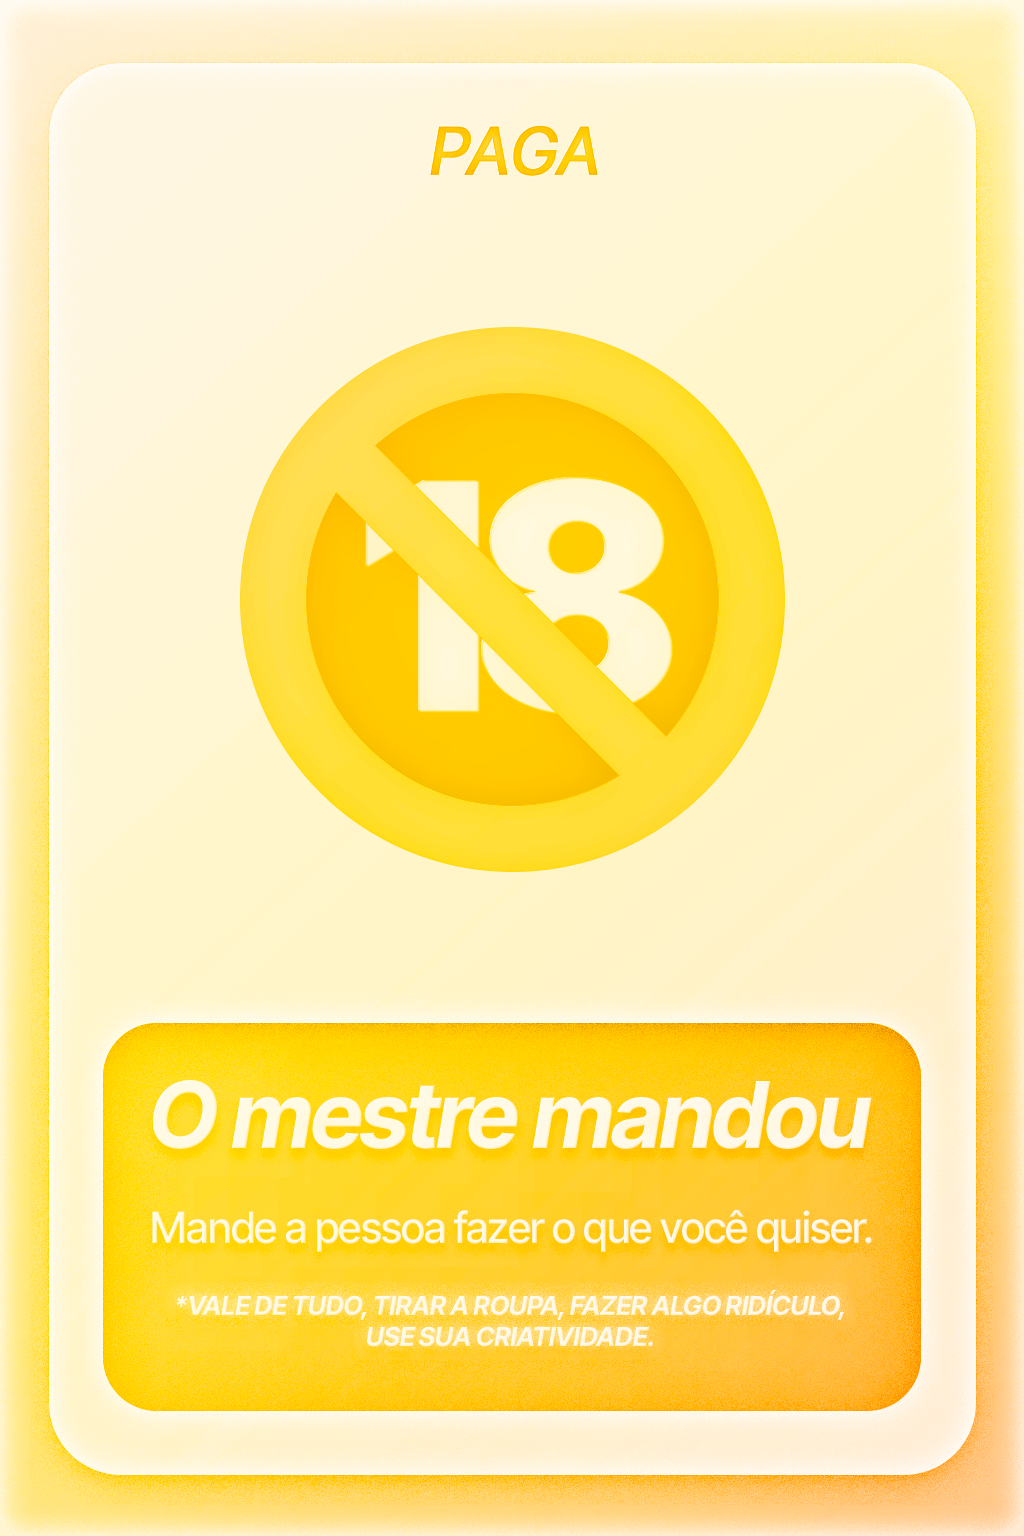 PAGA
18
O mestre mandou
Mande a pessoa fazer o que você quiser.
*VALE DE TUDO, TIRAR A ROUPA, FAZER ALGO RIDÍCULO,
USE SUA CRIATIVIDADE.